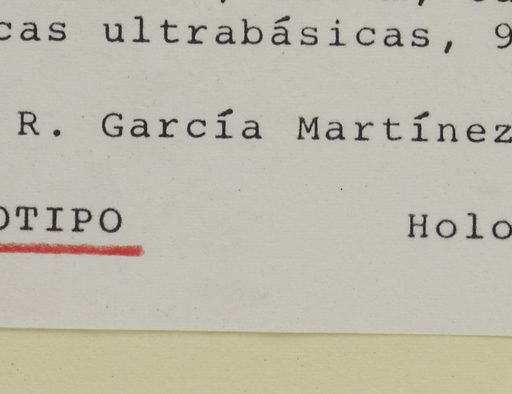 cas ultrabásicas, 9
R. García Martínez
OTIPO Holo